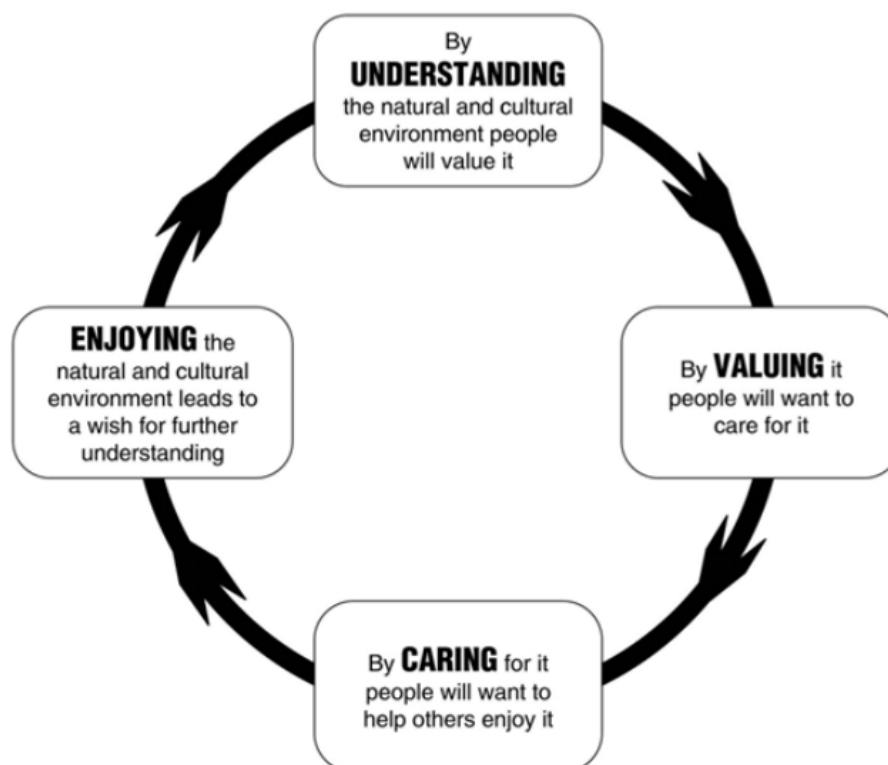 By
UNDERSTANDING
the natural and cultural
environment people
will value it
By VALUING it
people will want to
care for it
By CARING for it
people will want to
help others enjoy it
ENJOYING the
natural and cultural
environment leads to
a wish for further
understanding